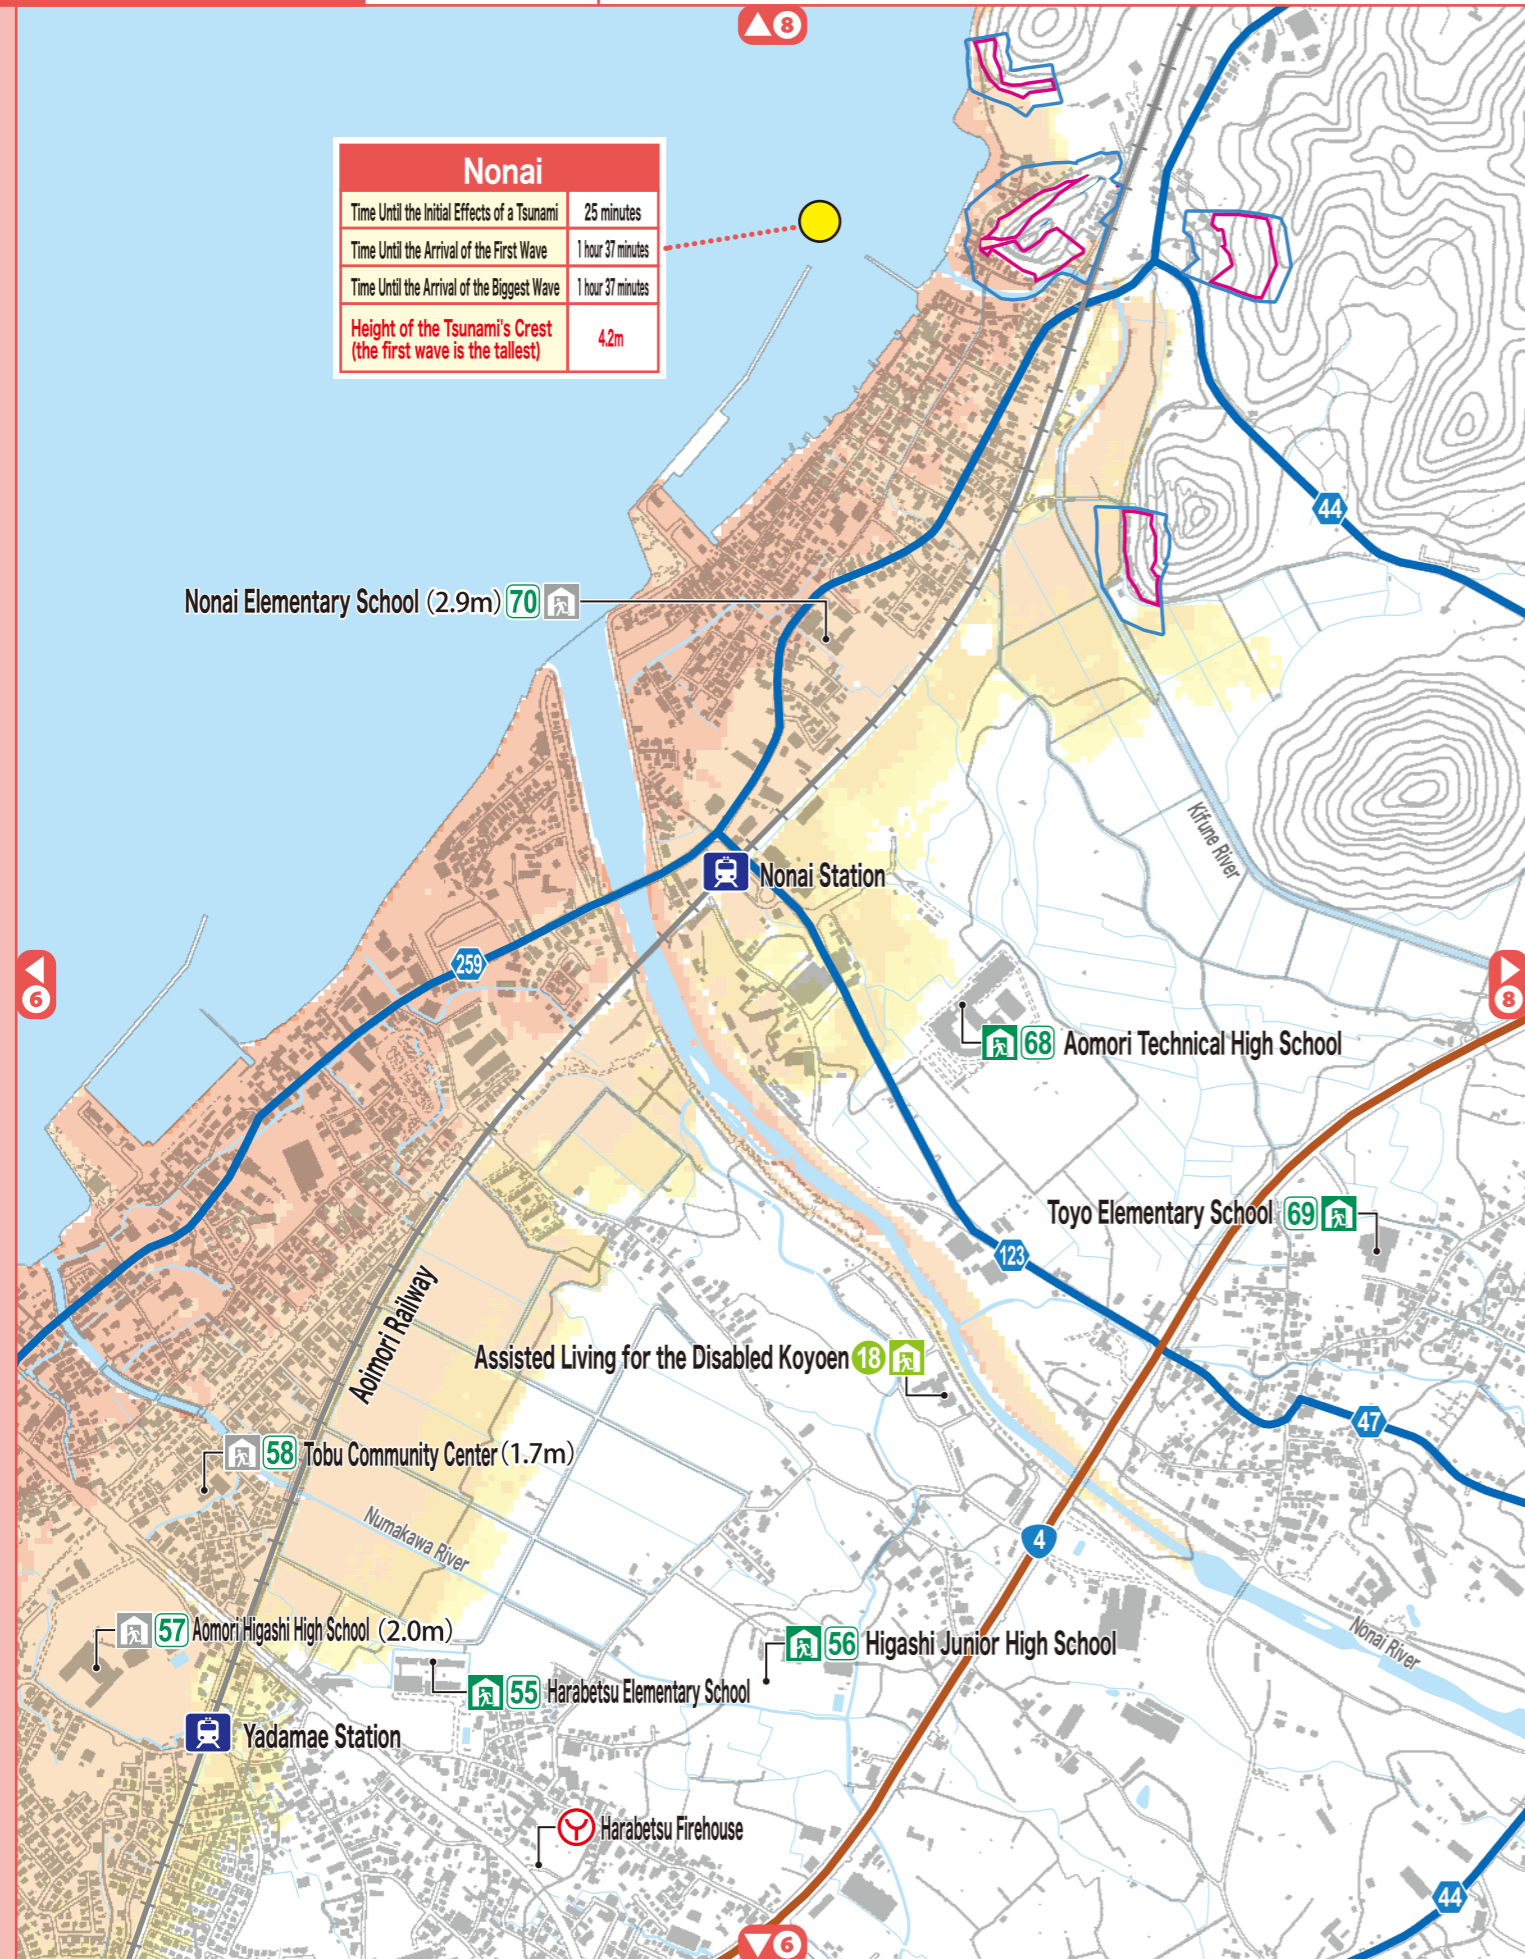 8
Nonai
Time Until the Initial Effects of a Tsunami 25 minutes
Time Until the Arrival of the First Wave 1 hour 37 minutes
Time Until the Arrival of the Biggest Wave 1 hour 37 minutes
Height of the Tsunami's Crest
(the first wave is the tallest) 4.2m
44
Nonai Elementary School (2.9m) 70
Kifune River
Nonai Station
259
6
8
68 Aomori Technical High School
Toyo Elementary School 69
123
Aoimori Railway
Assisted Living for the Disabled Koyoen 18
47
58 Tobu Community Center (1.7m)
Numakawa River
4
57 Aomori Higashi High School (2.0m)
56 Higashi Junior High School
Nonai River
55 Harabetsu Elementary School
Yadamae Station
Harabetsu Firehouse
44
6